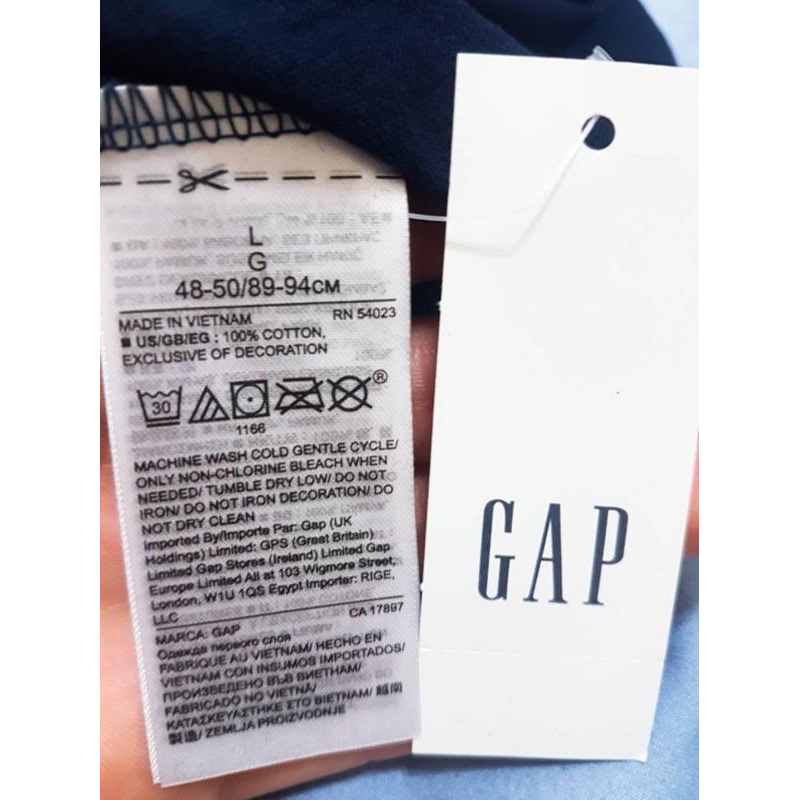 L
G
48-50/89-94CM
MADE IN VIETNAM RN 54023
■ US/GB/EG : 100% COTTON,
EXCLUSIVE OF DECORATION
30
®
1166
MACHINE WASH COLD GENTLE CYCLE/
ONLY NON-CHLORINE BLEACH WHEN
NEEDED/ TUMBLE DRY LOW/ DO NOT
IRON/ DO NOT IRON DECORATION/ DO
NOT DRY CLEAN
Imported By/Importe Par: Gap (UK
Holdings) Limited: GPS (Great Britain)
Limited Gap Stores (Ireland) Limited Gap
Europe Limited All at 103 Wigmore Street,
London, W1U 1QS Egypt Importer: RIGE,
LLC CA 17897
MARCA: GAP
Одежда первого слоя
FABRIQUE AU VIETNAM/ HECHO EN
VIETNAM CON INSUMOS IMPORTADOS/
ПРОИЗВЕДЕНО ВЪВ ВИЕТНАМ/
FABRICADO NO VIETNÃ/
ΚΑΤΑΣΚΕΥΑΣΤΗΚΕ ΣΤΟ ΒΙΕΤΝΑΜ/ 越南
製造/ ZEMLJA PROIZVODNJE
GAP